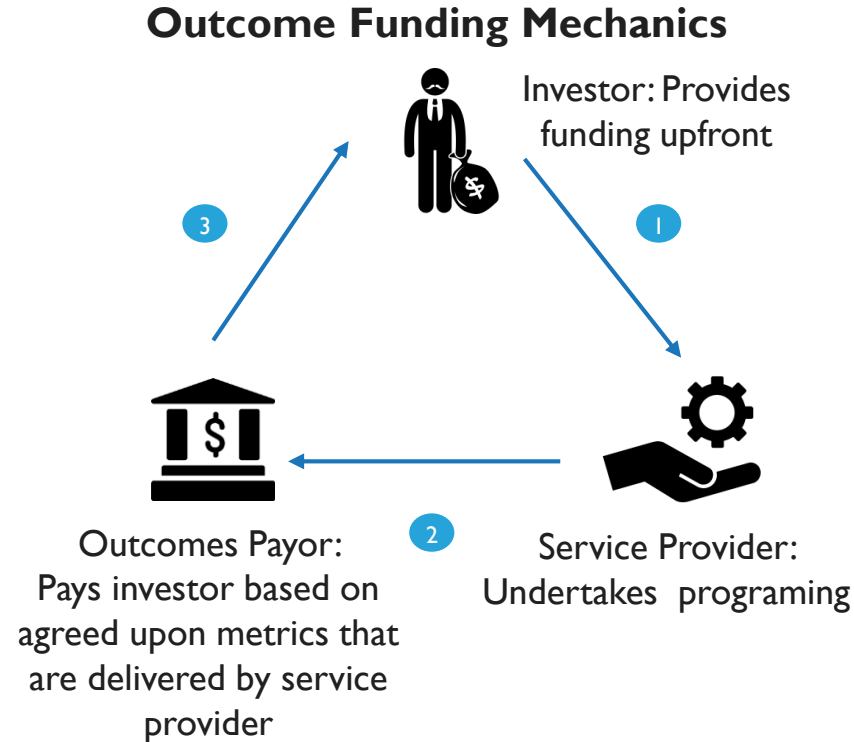 Outcome Funding Mechanics
Investor: Provides
funding upfront
$
3
1
$
Outcomes Payor:
Pays investor based on
agreed upon metrics that
are delivered by service
provider
2
Service Provider:
Undertakes programing